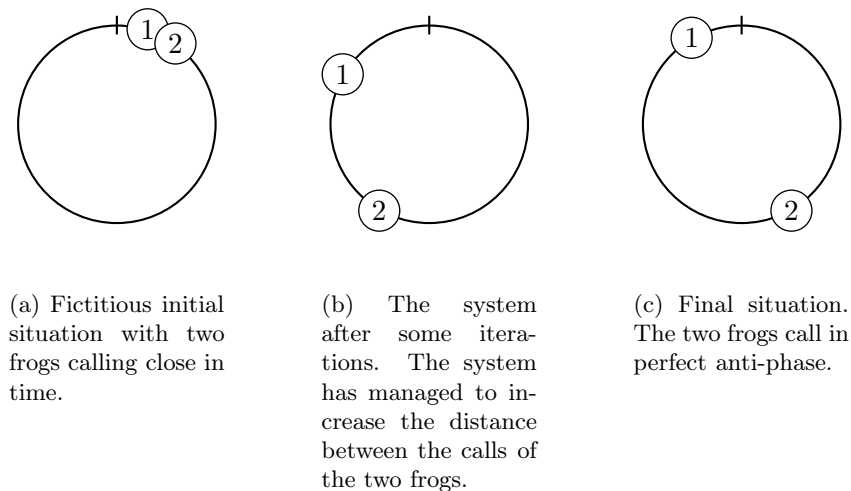 1 2
1
2
1
2
(a) Fictitious initial
situation with two
frogs calling close in
time.
(b) The system
after some itera-
tions. The system
has managed to in-
crease the distance
between the calls of
the two frogs.
(c) Final situation.
The two frogs call in
perfect anti-phase.